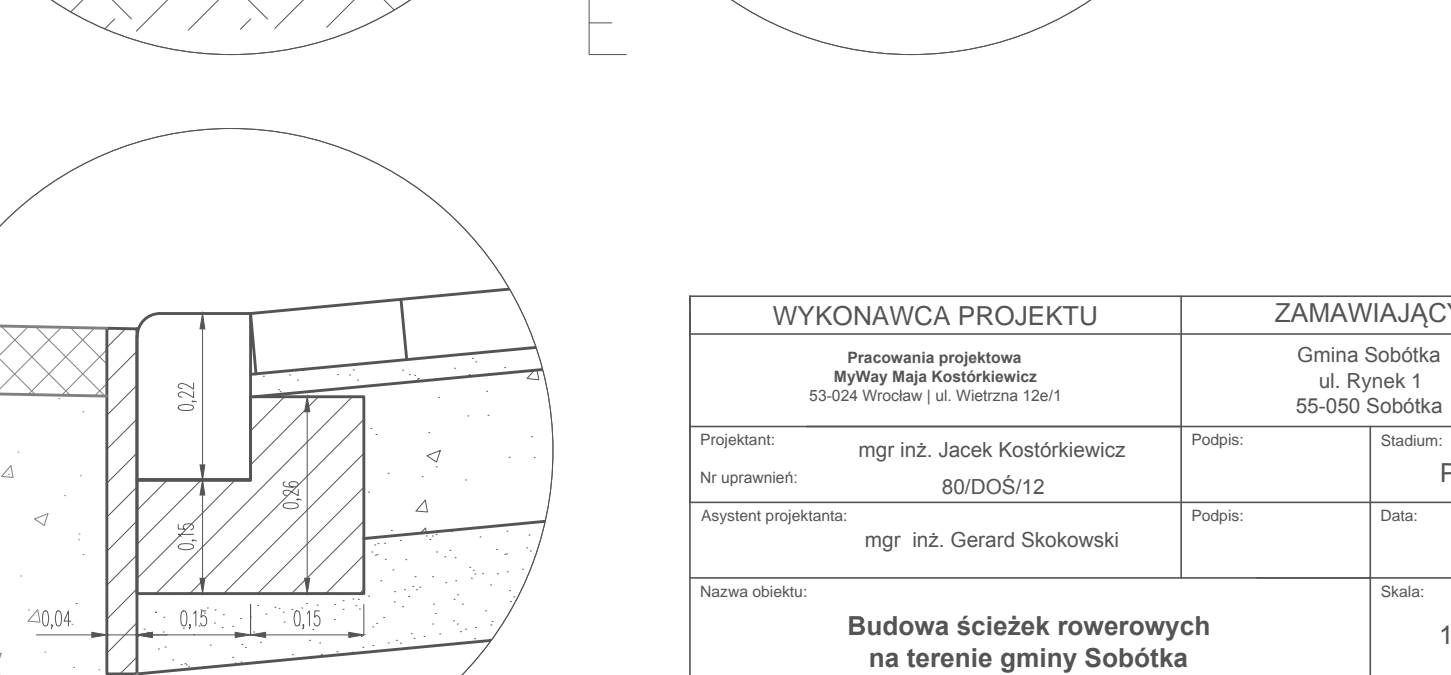 0,22
0,26
0,15
0,04
0,15
0,15
WYKONAWCA PROJEKTU
ZAMAWIAJĄCY
Pracowania projektowa
MyWay Maja Kostórkiewicz
53-024 Wrocław | ul. Wietrzna 12e/1
Gmina Sobótka
ul. Rynek 1
55-050 Sobótka
Projektant:
mgr inż. Jacek Kostórkiewicz
Nr uprawnień:
80/DOŚ/12
Podpis:
Stadium:
P
Asystent projektanta:
mgr inż. Gerard Skokowski
Podpis:
Data:
Nazwa obiektu:
Budowa ścieżek rowerowych
na terenie gminy Sobótka
Skala:
1